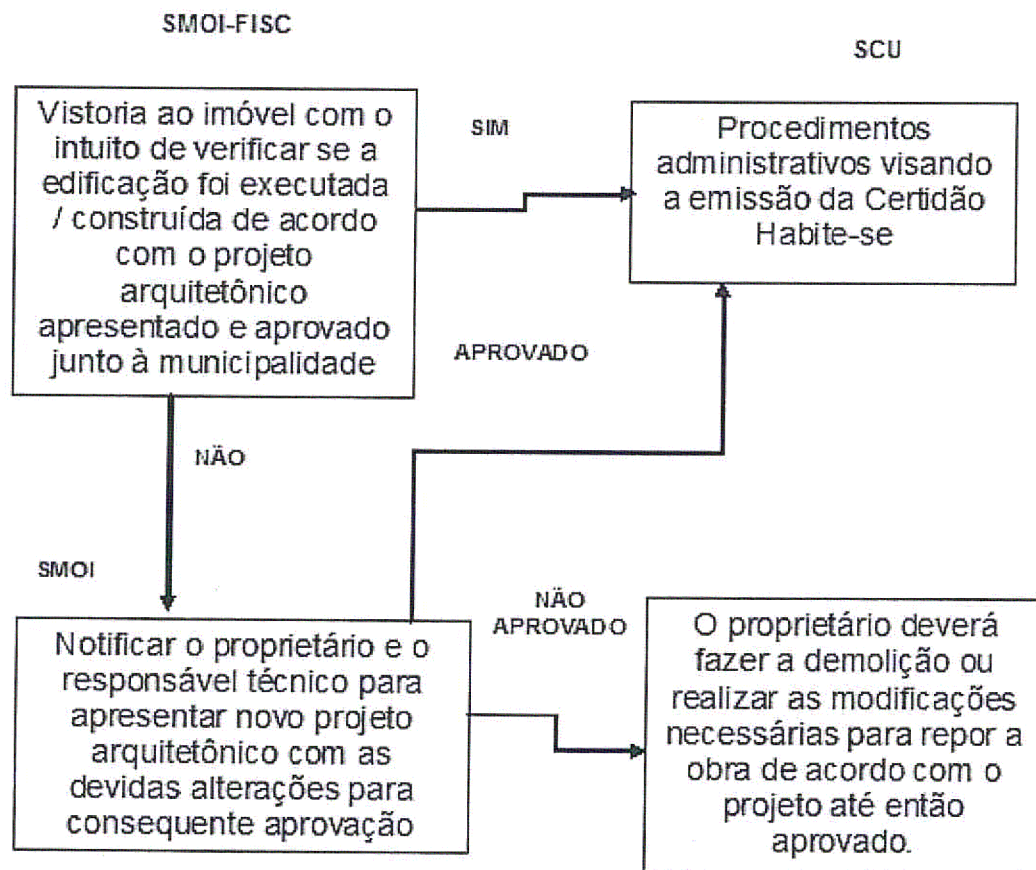 SMOI-FISC
SCU
Vistoria ao imóvel com o
intuito de verificar se a
edificação foi executada
/ construída de acordo
com o projeto
arquitetônico
apresentado e aprovado
junto à municipalidade
SIM
Procedimentos
administrativos visando
a emissão da Certidão
Habite-se
APROVADO
NÃO
SMOI
Notificar o proprietário e o
responsável técnico para
apresentar novo projeto
arquitetônico com as
devidas alterações para
consequente aprovação
NÃO
APROVADO
O proprietário deverá
fazer a demolição ou
realizar as modificações
necessárias para repor a
obra de acordo com o
projeto até então
aprovado.